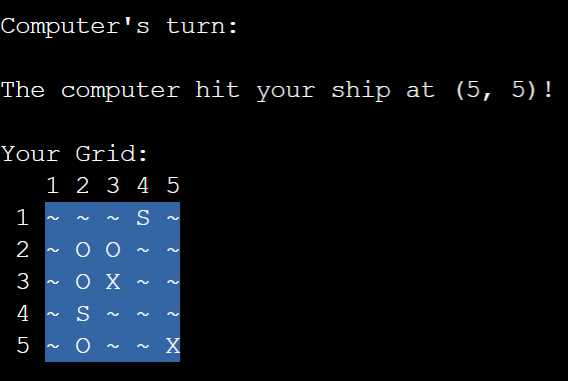 Computer's turn:
The computer hit your ship at (5, 5)!
Your Grid:
1 2 3 4 5
1 ~ ~ ~ S ~
2 ~ O O ~ ~
3 ~ O X ~ ~
4 ~ S ~ ~ ~
5 ~ O ~ ~ X